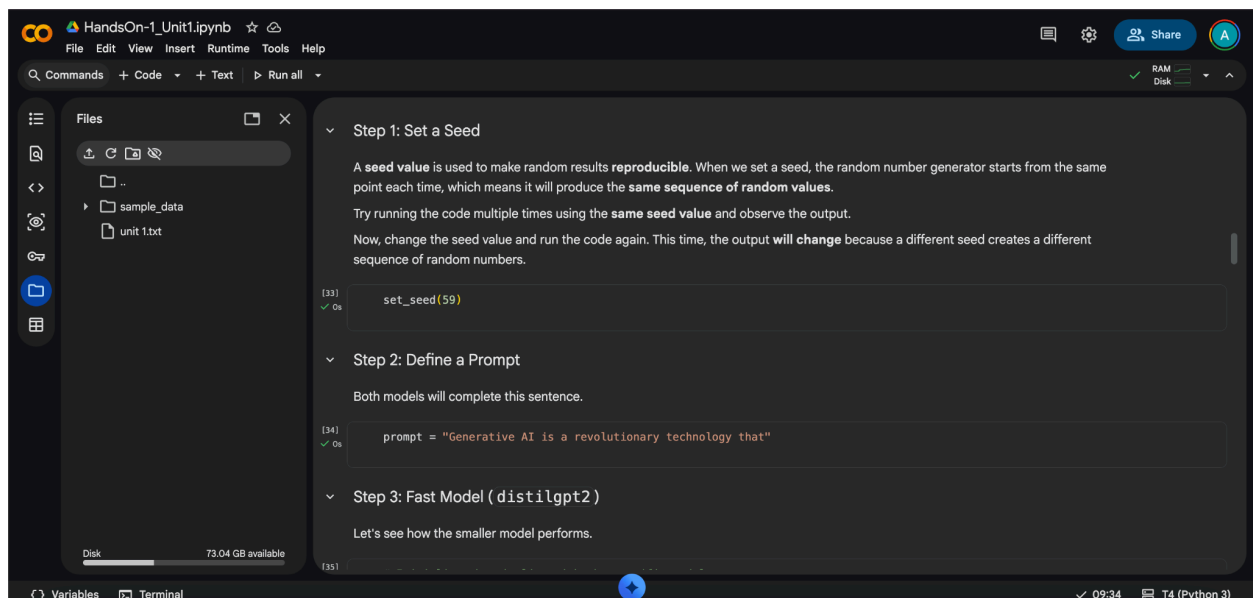 HandsOn-1_Unit1.ipynb
File Edit View Insert Runtime Tools Help
Share
A
Commands + Code + Text Run all
RAM
Disk
Files
..
sample_data
unit 1.txt
Disk 73.04 GB available
Step 1: Set a Seed
A seed value is used to make random results reproducible. When we set a seed, the random number generator starts from the same
point each time, which means it will produce the same sequence of random values.
Try running the code multiple times using the same seed value and observe the output.
Now, change the seed value and run the code again. This time, the output will change because a different seed creates a different
sequence of random numbers.
[33]
0s
set_seed(59)
Step 2: Define a Prompt
Both models will complete this sentence.
[34]
0s
prompt = "Generative AI is a revolutionary technology that"
Step 3: Fast Model (distilgpt2)
Let's see how the smaller model performs.
[35]
Variables Terminal
09:34 T4 (Python 3)